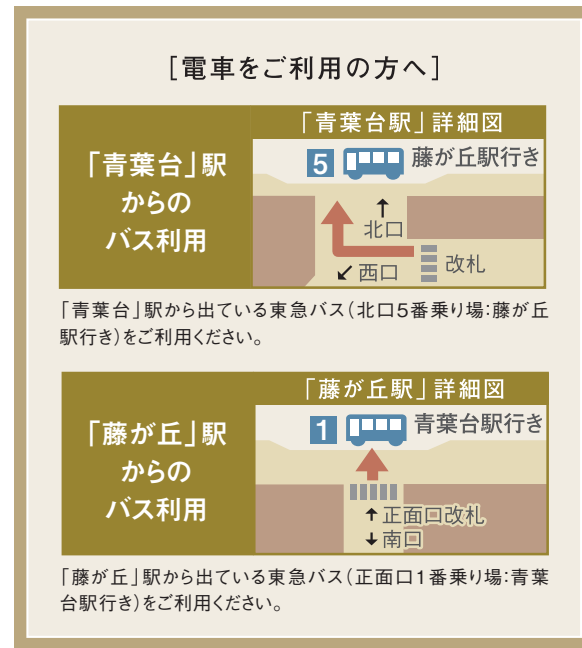 [電車をご利用の方へ]
「青葉台」駅
からの
バス利用
「青葉台駅」詳細図
5 藤が丘駅行き
↑
北口
↙西口
改札
「青葉台」駅から出ている東急バス(北口5番乗り場:藤が丘
駅行き)をご利用ください。
「藤が丘」駅
からの
バス利用
「藤が丘駅」詳細図
1 青葉台駅行き
↑正面口改札
↓南口
「藤が丘」駅から出ている東急バス(正面口1番乗り場:青葉
台駅行き)をご利用ください。